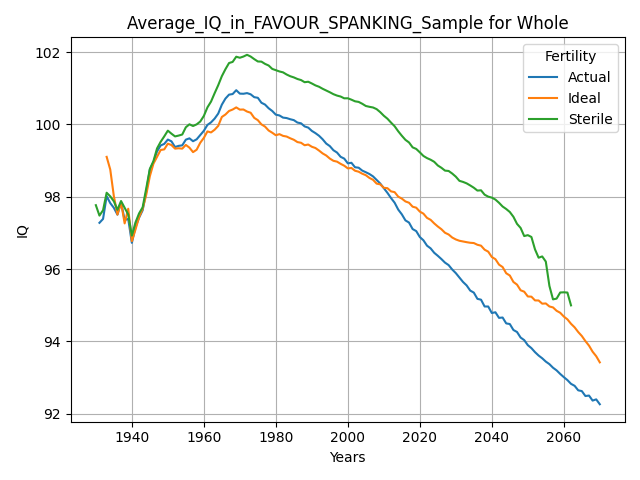 Average_IQ_in_FAVOUR_SPANKING_Sample for Whole
Fertility
Actual
Ideal
Sterile
IQ
102
100
98
96
94
92
1940 1960 1980 2000 2020 2040 2060
Years